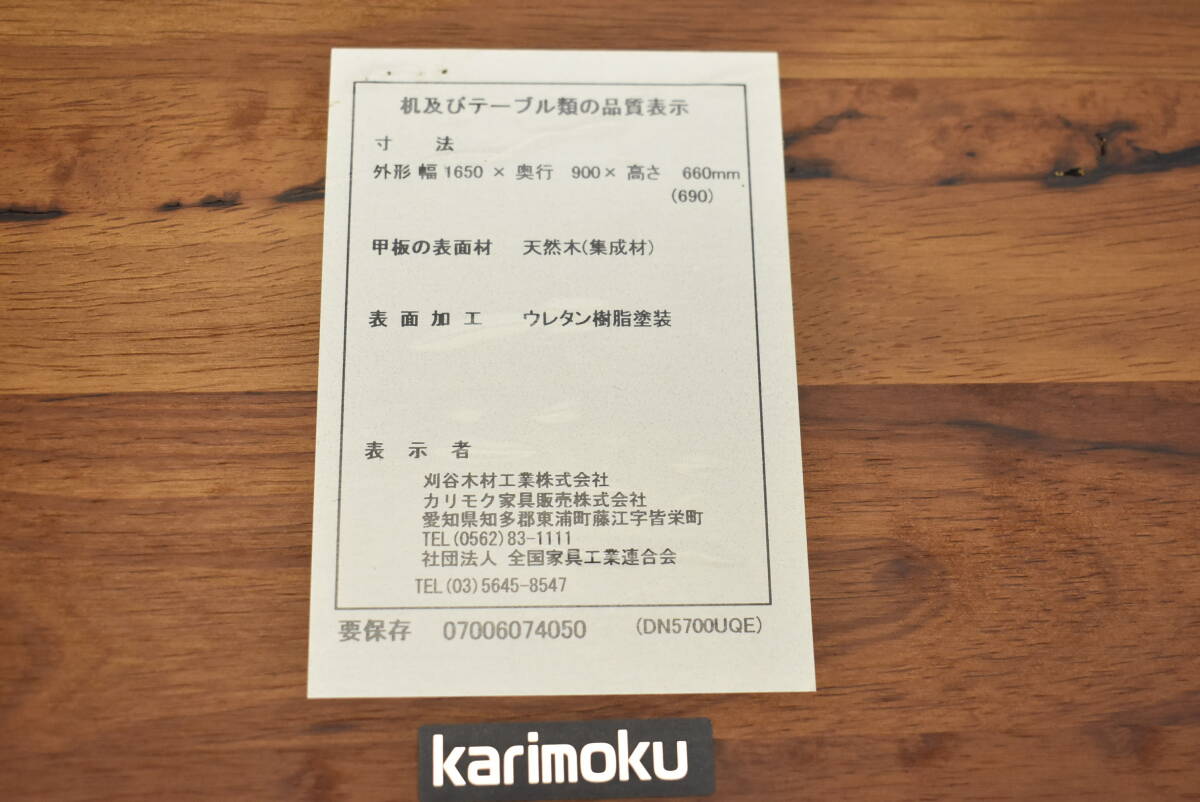 机及びテーブル類の品質表示
寸 法
外形 幅 1650 × 奥行 900 × 高さ 660mm
(690)
甲板の表面材 天然木(集成材)
表面加工 ウレタン樹脂塗装
表示者
刈谷木材工業株式会社
カリモク家具販売株式会社
愛知県知多郡東浦町藤江字皆栄町
TEL(0562)83-1111
社団法人 全国家具工業連合会
TEL(03)5645-8547
要保存 07006074050 (DN5700UQE)
karimoku